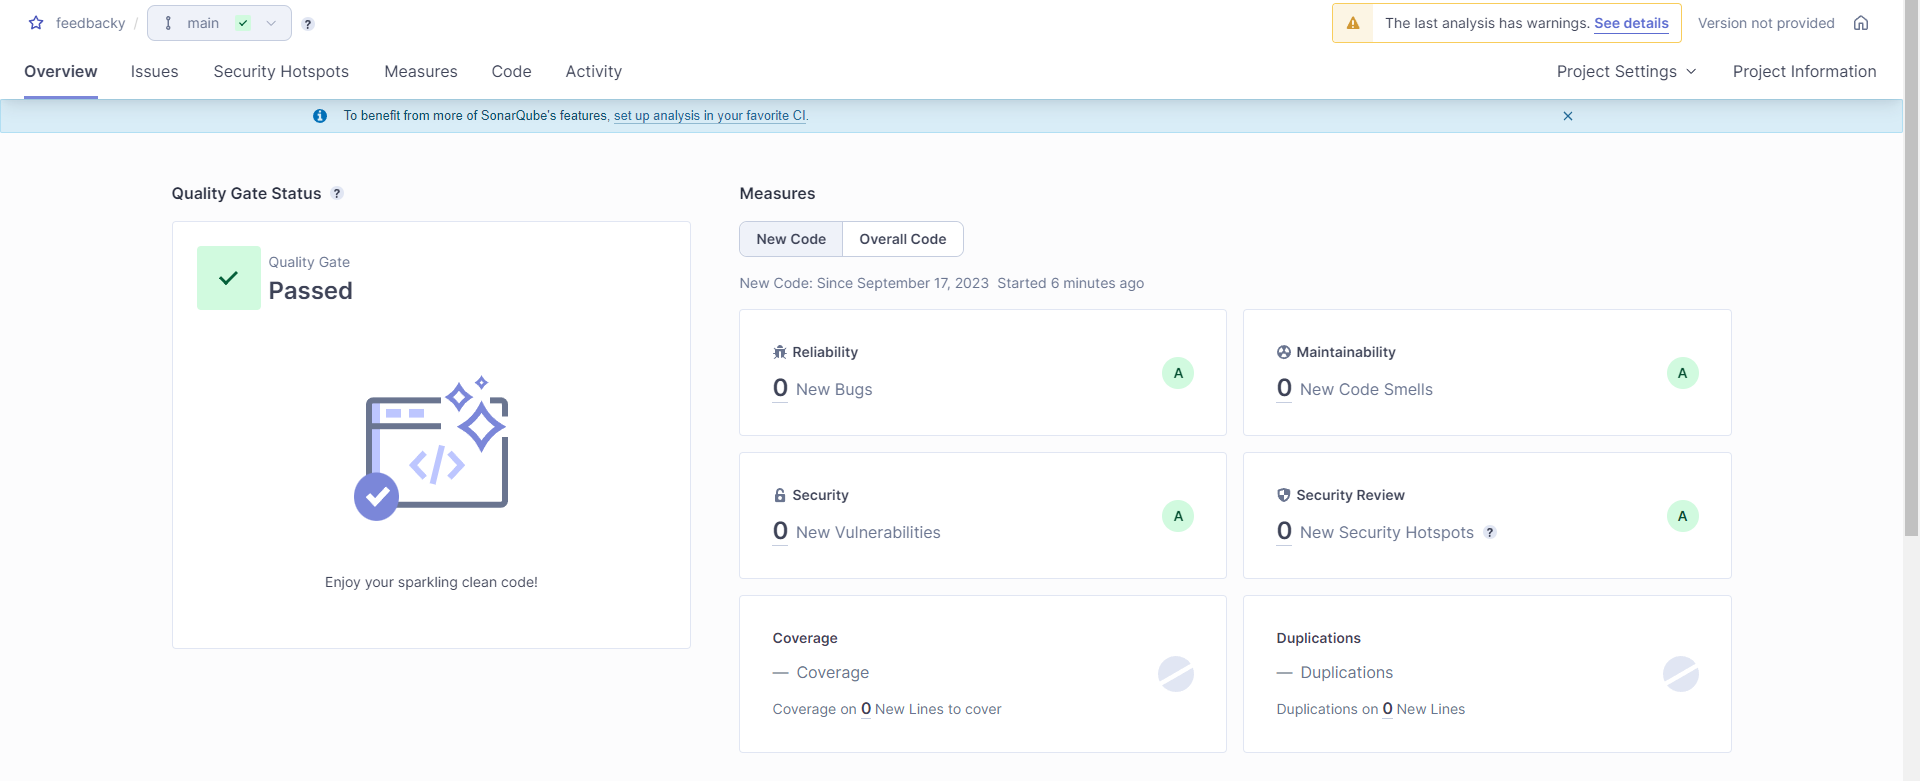 feedbacky / main ?
The last analysis has warnings. See details
Version not provided
Overview Issues Security Hotspots Measures Code Activity
Project Settings Project Information
To benefit from more of SonarQube's features, set up analysis in your favorite CI.
Quality Gate Status ?
Quality Gate
Passed
Enjoy your sparkling clean code!
Measures
New Code Overall Code
New Code: Since September 17, 2023 Started 6 minutes ago
Reliability
0 New Bugs
A
Maintainability
0 New Code Smells
A
Security
0 New Vulnerabilities
A
Security Review
0 New Security Hotspots ?
A
Coverage
— Coverage
Coverage on 0 New Lines to cover
Duplications
— Duplications
Duplications on 0 New Lines